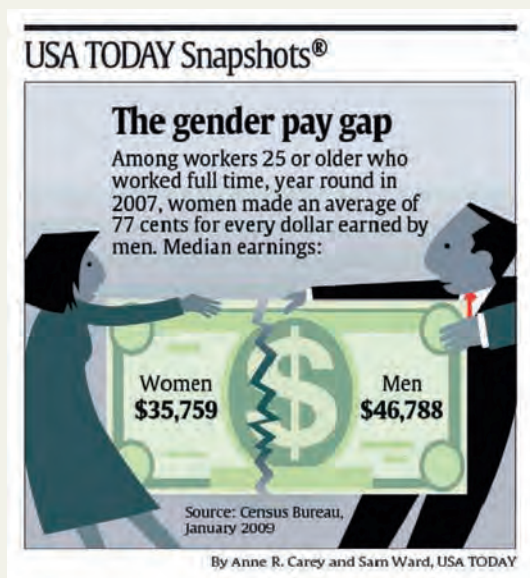 USA TODAY Snapshots®
The gender pay gap
Among workers 25 or older who
worked full time, year round in
2007, women made an average of
77 cents for every dollar earned by
men. Median earnings:
$
Women
$35,759
Men
$46,788
Source: Census Bureau,
January 2009
By Anne R. Carey and Sam Ward, USA TODAY